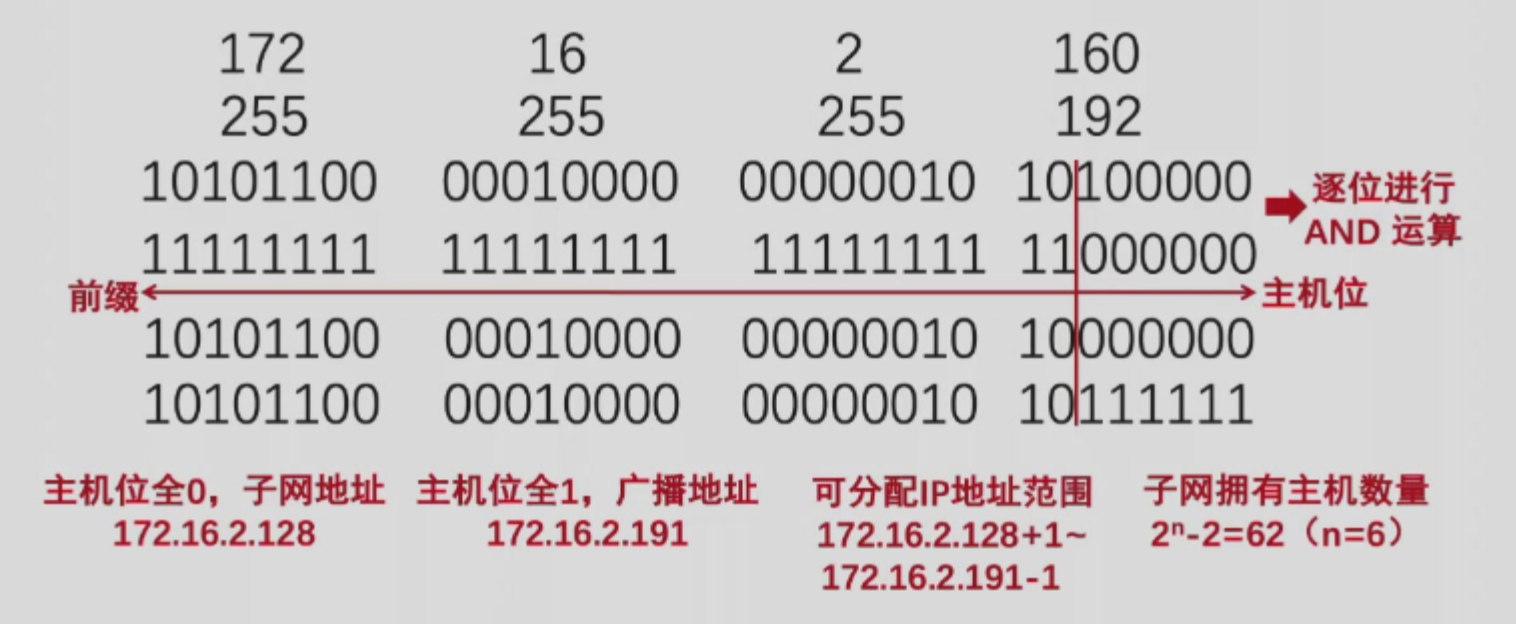 172 16 2 160
255 255 255 192
10101100 00010000 00000010 10100000
逐位进行
AND 运算
11111111 11111111 11111111 11000000
前缀 主机位
10101100 00010000 00000010 10000000
10101100 00010000 00000010 10111111
主机位全0，子网地址
172.16.2.128
主机位全1，广播地址
172.16.2.191
可分配IP地址范围
172.16.2.128+1~
172.16.2.191-1
子网拥有主机数量
2ⁿ-2=62（n=6）